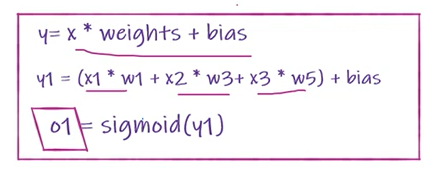 y= x * weights + bias
y1 = (x1 * w1 + x2 * w3+ x3 * w5) + bias
o1 = sigmoid(y1)